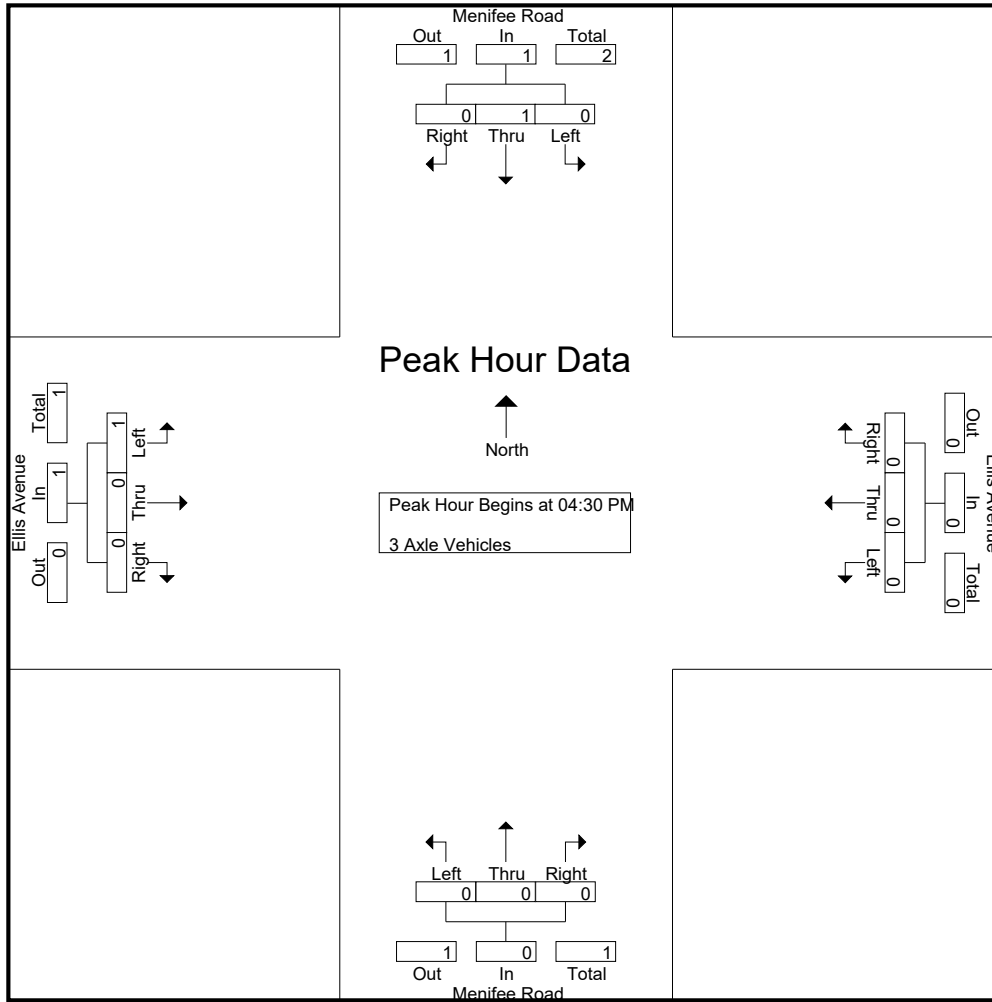 Menifee Road
Out In Total
1 1 2
0 1 0
Right Thru Left
Peak Hour Data
North
Peak Hour Begins at 04:30 PM
3 Axle Vehicles
Ellis Avenue
Total In Out
1 1 0
1 0 0
Left Thru Right
Ellis Avenue
Out In Total
0 0 0
Right Thru Left
0 0 0
Left Thru Right
0 0 0
1 0 1
Out In Total
Menifee Road